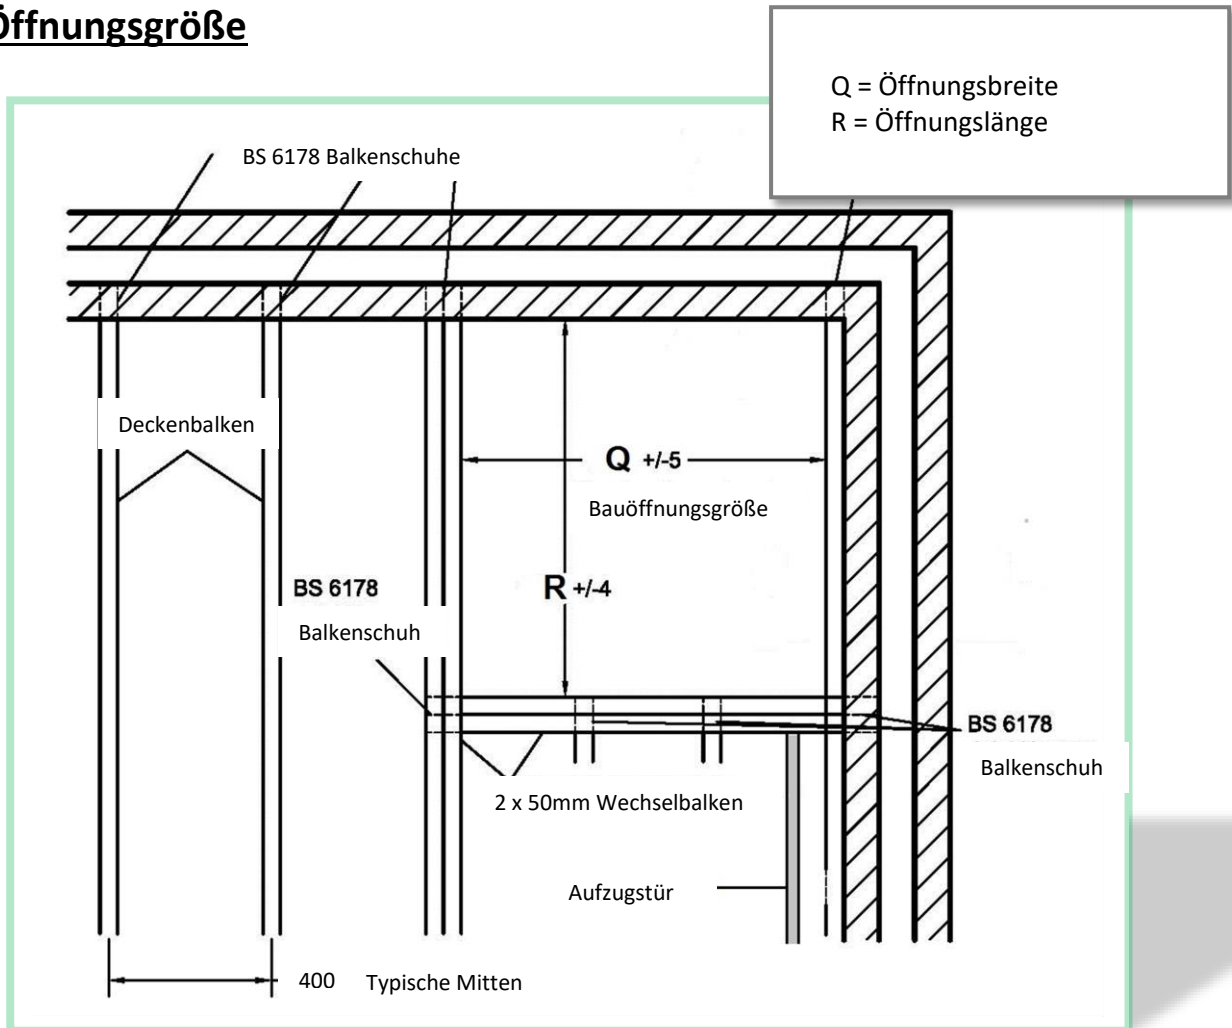 Öffnungsgröße
Q = Öffnungsbreite
R = Öffnungslänge
BS 6178 Balkenschuhe
Deckenbalken
Q +/-5
Bauöffnungsgröße
BS 6178
R +/-4
Balkenschuh
BS 6178
Balkenschuh
2 x 50mm Wechselbalken
Aufzugstür
400 Typische Mitten